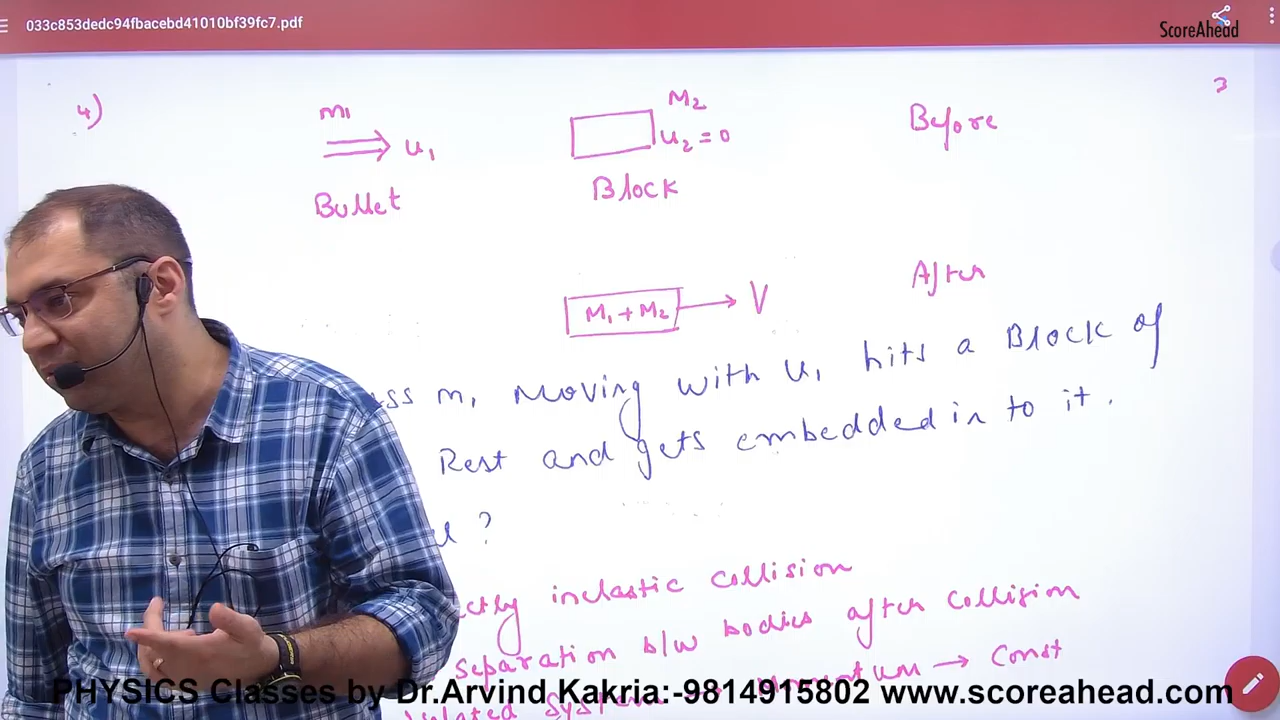 033c853dedc94fbacebd41010bf39fc7.pdf
ScoreAhead
3
4)
m1
u1
Bullet
M2
u2 = 0
Block
Before
M1 + M2
V
After
m1 Moving with u1 hits a Block of
Rest and gets embedded in to it.
?
inelastic collision
separation b/w bodies after collision
System → Const
PHYSICS Classes by Dr.Arvind Kakria:-9814915802 www.scoreahead.com